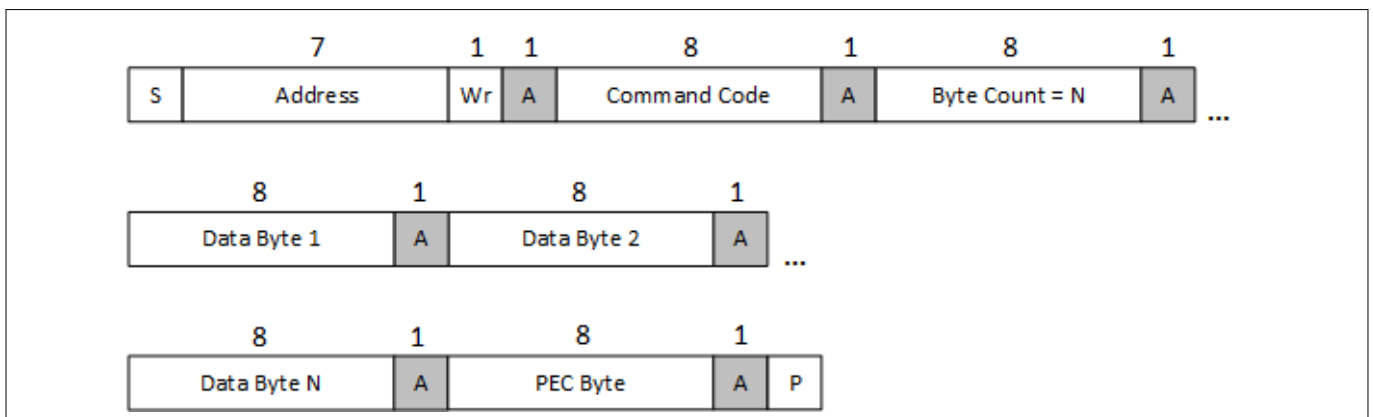 7 1 1 8 1 8 1
S Address Wr A Command Code A Byte Count = N A ...
8 1 8 1
Data Byte 1 A Data Byte 2 A ...
8 1 8 1
Data Byte N A PEC Byte A P